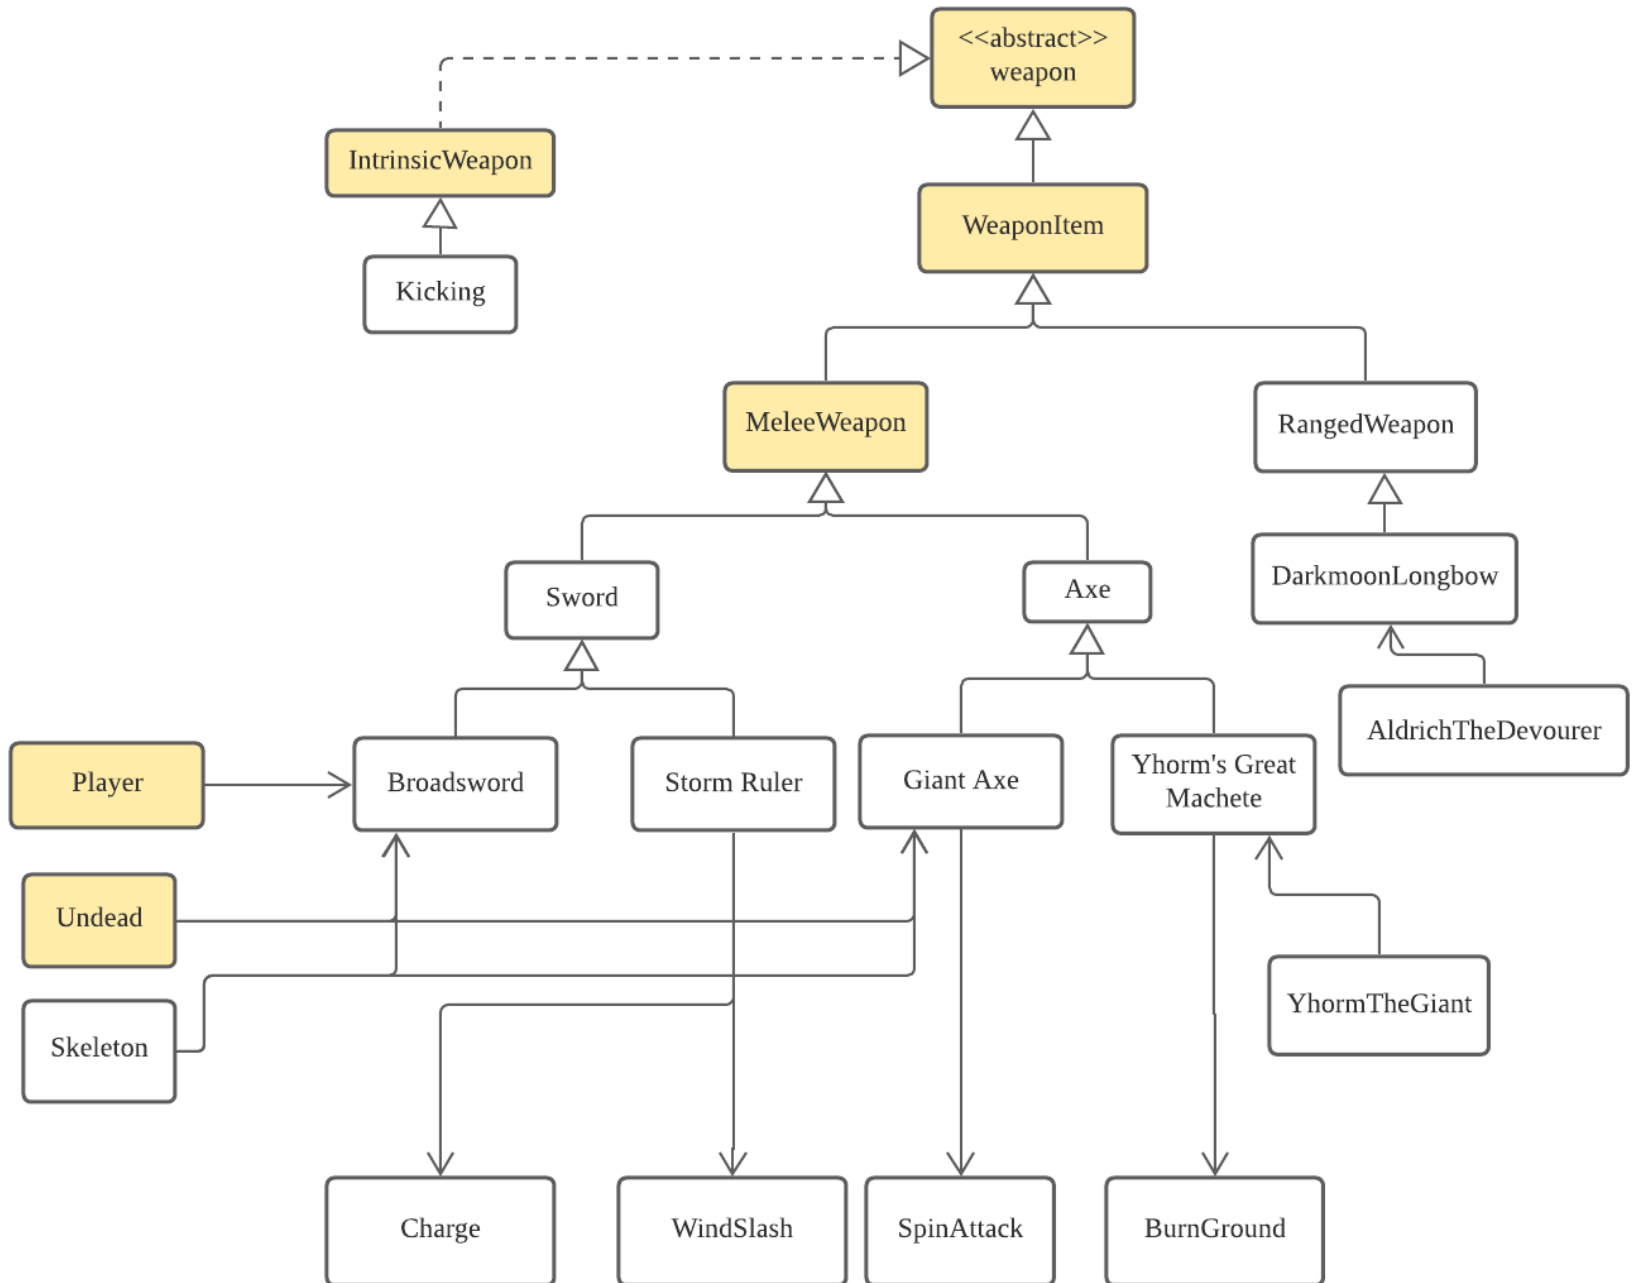 <<abstract>>
weapon
IntrinsicWeapon
WeaponItem
Kicking
MeleeWeapon
RangedWeapon
Sword
Axe
DarkmoonLongbow
AldrichTheDevourer
Player
Broadsword
Storm Ruler
Giant Axe
Yhorm's Great
Machete
Undead
YhormTheGiant
Skeleton
Charge
WindSlash
SpinAttack
BurnGround